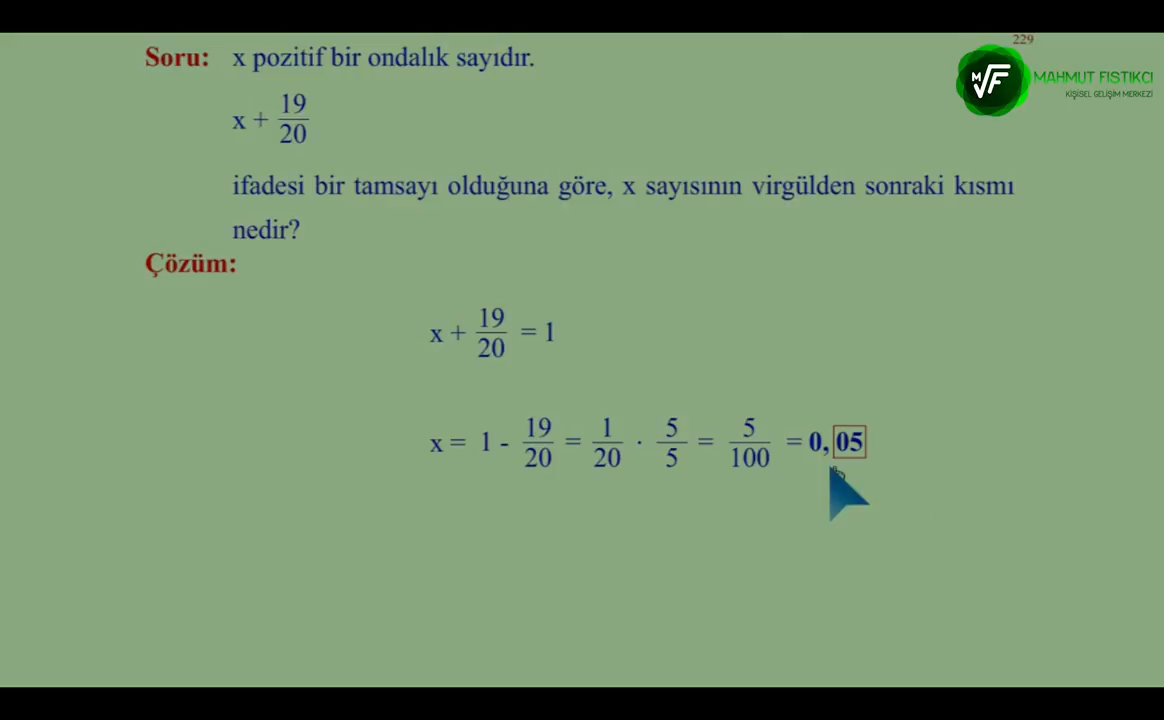 229
MAHMUT FISTIKCI
KİŞİSEL GELİŞİM MERKEZİ
Soru: x pozitif bir ondalık sayıdır.
x + 19/20
ifadesi bir tamsayı olduğuna göre, x sayısının virgülden sonraki kısmı
nedir?
Çözüm:
x + 19/20 = 1
x = 1 - 19/20 = 1/20 · 5/5 = 5/100 = 0, 05